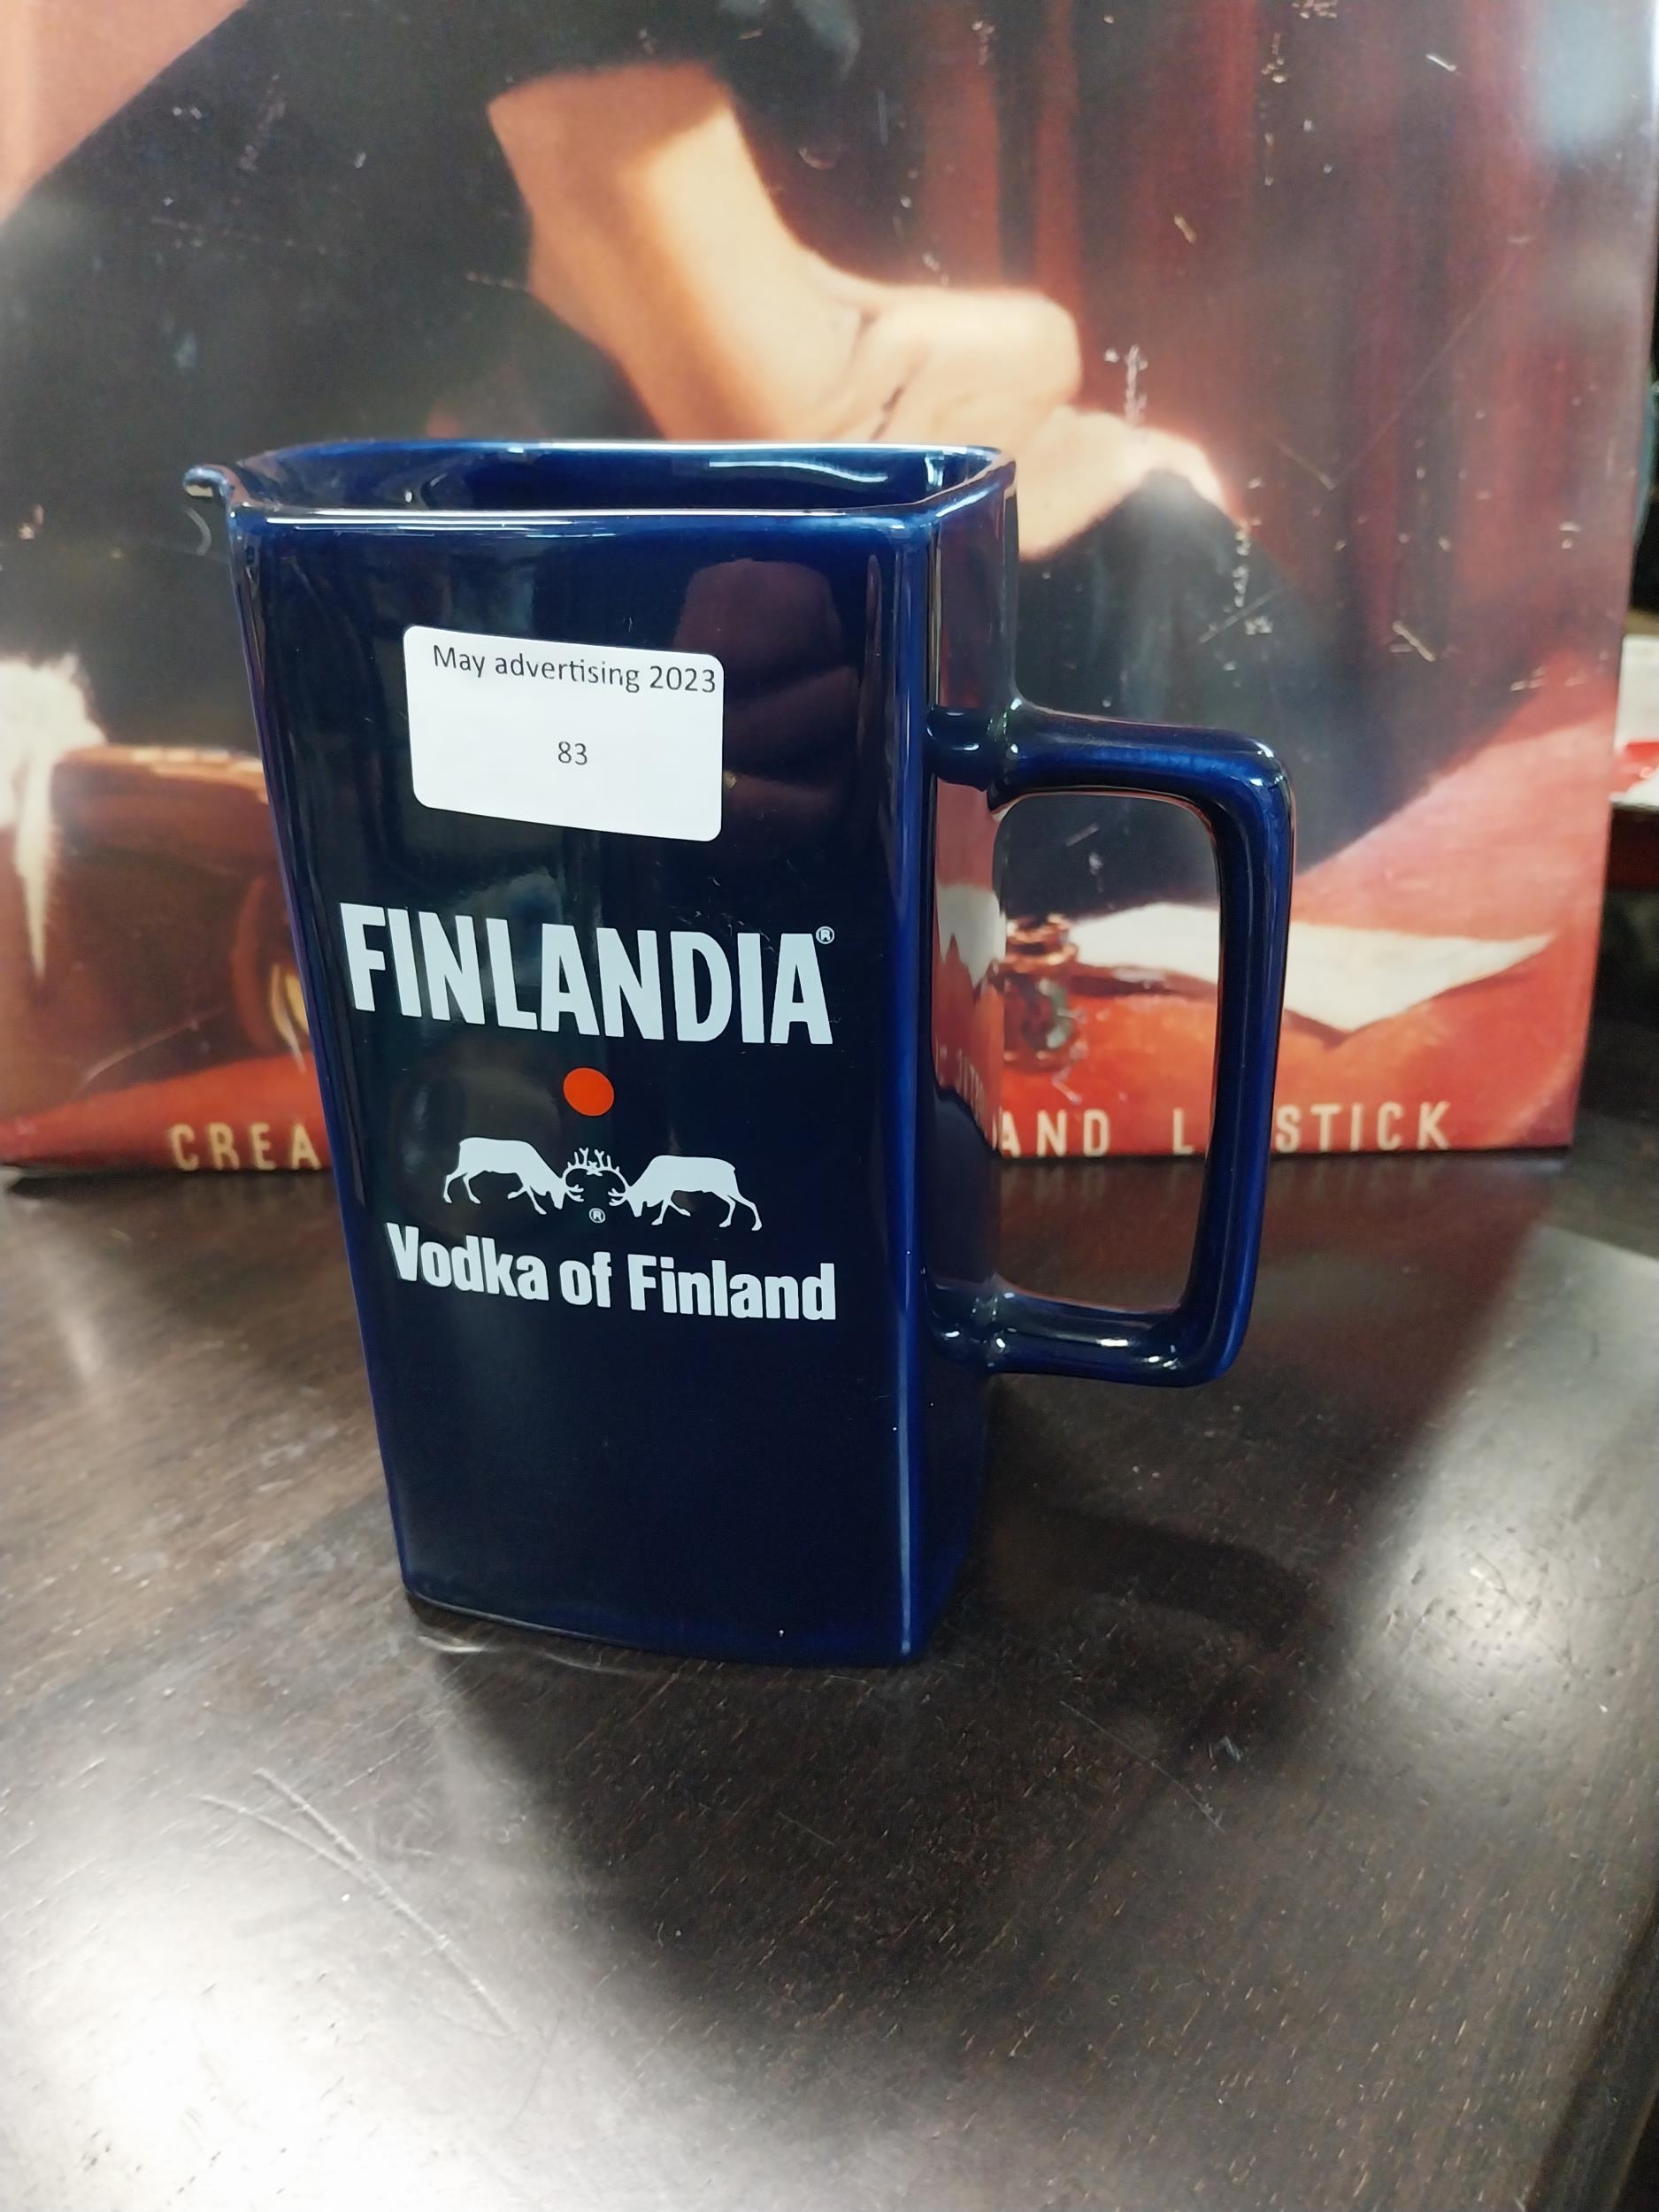 May advertising 2023
83
FINLANDIA®
®
Vodka of Finland
CREA AND L STICK